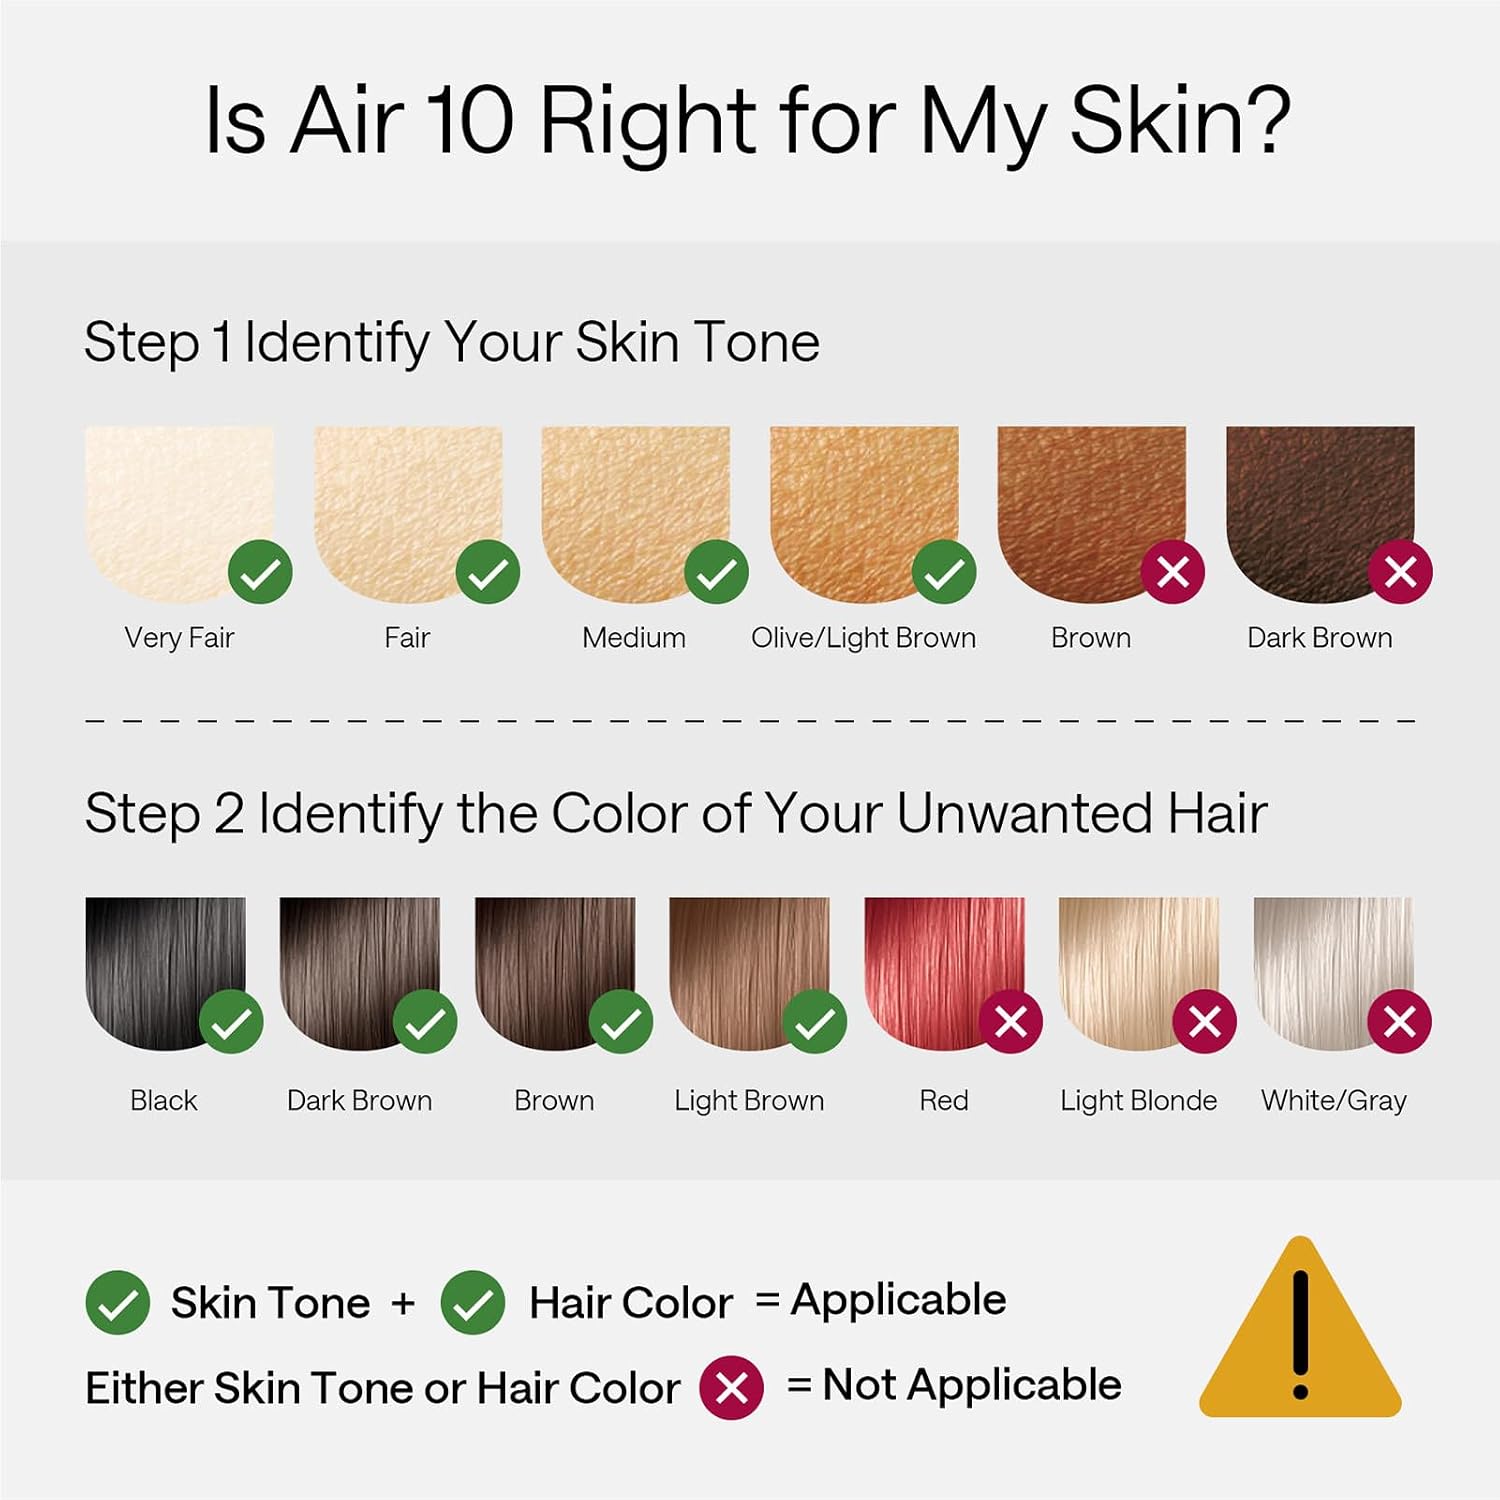 Is Air 10 Right for My Skin?
Step 1 Identify Your Skin Tone
Very Fair
Fair
Medium
Olive/Light Brown
Brown
Dark Brown
Step 2 Identify the Color of Your Unwanted Hair
Black
Dark Brown
Brown
Light Brown
Red
Light Blonde
White/Gray
Skin Tone + Hair Color = Applicable
Either Skin Tone or Hair Color = Not Applicable